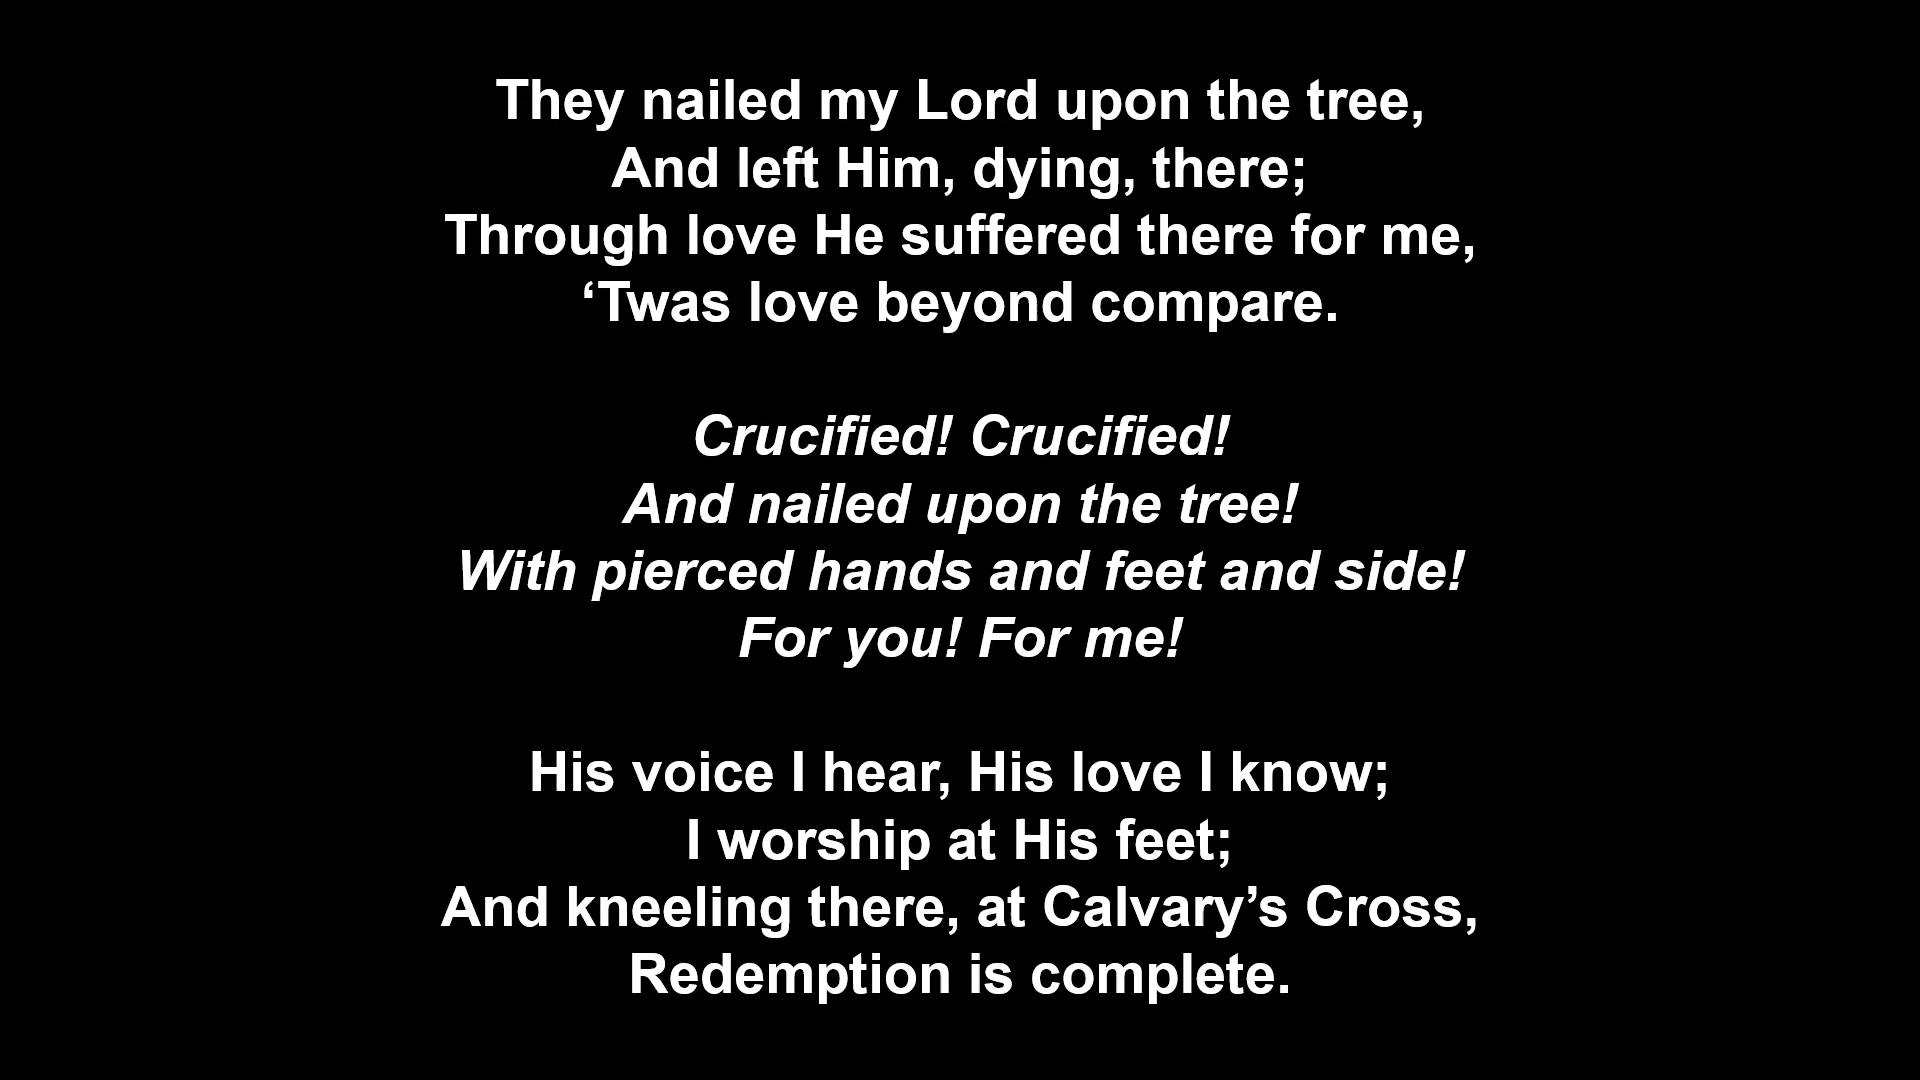 They nailed my Lord upon the tree,
And left Him, dying, there;
Through love He suffered there for me,
‘Twas love beyond compare.
Crucified! Crucified!
And nailed upon the tree!
With pierced hands and feet and side!
For you! For me!
His voice I hear, His love I know;
I worship at His feet;
And kneeling there, at Calvary’s Cross,
Redemption is complete.